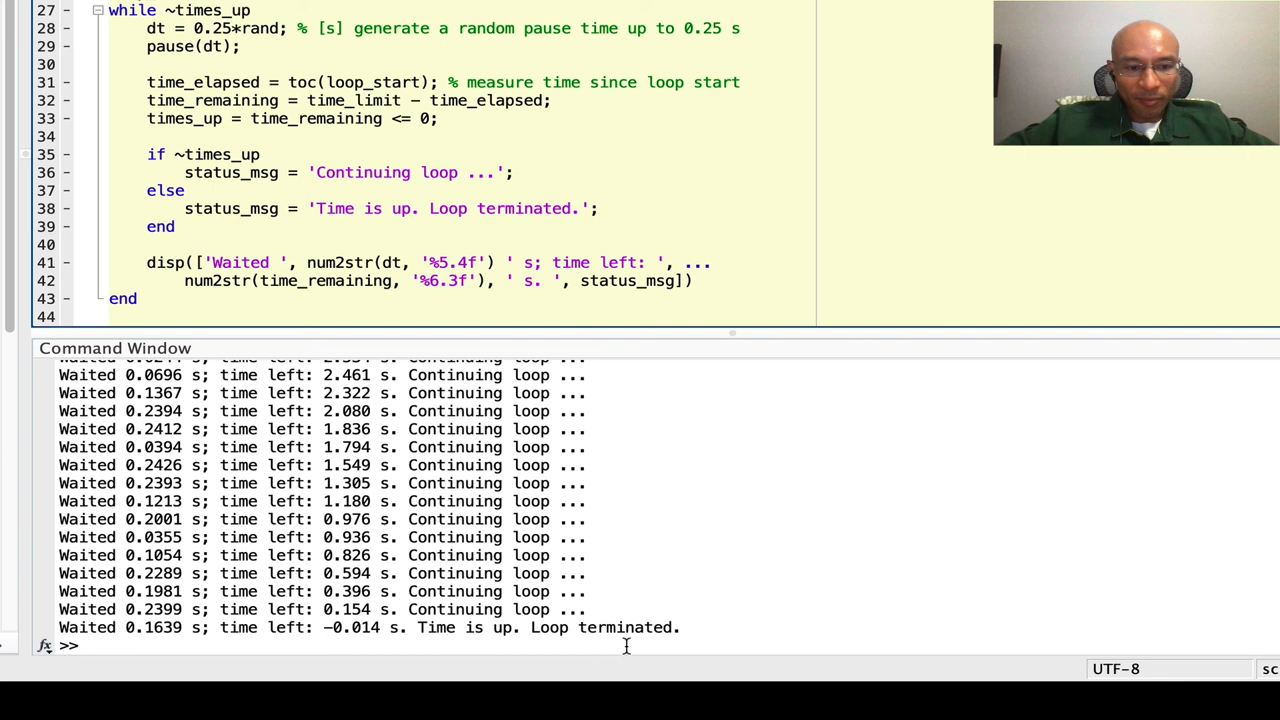 27 - while ~times_up
28 - dt = 0.25*rand; % [s] generate a random pause time up to 0.25 s
29 - pause(dt);
30
31 - time_elapsed = toc(loop_start); % measure time since loop start
32 - time_remaining = time_limit - time_elapsed;
33 - times_up = time_remaining <= 0;
34
35 - if ~times_up
36 - status_msg = 'Continuing loop ...';
37 - else
38 - status_msg = 'Time is up. Loop terminated.';
39 - end
40
41 - disp(['Waited ', num2str(dt, '%5.4f') ' s; time left: ', ...
42 num2str(time_remaining, '%6.3f'), ' s. ', status_msg])
43 - end
44
Command Window
Waited 0.0696 s; time left: 2.461 s. Continuing loop ...
Waited 0.1367 s; time left: 2.322 s. Continuing loop ...
Waited 0.2394 s; time left: 2.080 s. Continuing loop ...
Waited 0.2412 s; time left: 1.836 s. Continuing loop ...
Waited 0.0394 s; time left: 1.794 s. Continuing loop ...
Waited 0.2426 s; time left: 1.549 s. Continuing loop ...
Waited 0.2393 s; time left: 1.305 s. Continuing loop ...
Waited 0.1213 s; time left: 1.180 s. Continuing loop ...
Waited 0.2001 s; time left: 0.976 s. Continuing loop ...
Waited 0.0355 s; time left: 0.936 s. Continuing loop ...
Waited 0.1054 s; time left: 0.826 s. Continuing loop ...
Waited 0.2289 s; time left: 0.594 s. Continuing loop ...
Waited 0.1981 s; time left: 0.396 s. Continuing loop ...
Waited 0.2399 s; time left: 0.154 s. Continuing loop ...
Waited 0.1639 s; time left: -0.014 s. Time is up. Loop terminated.
fx >>
UTF-8 sc